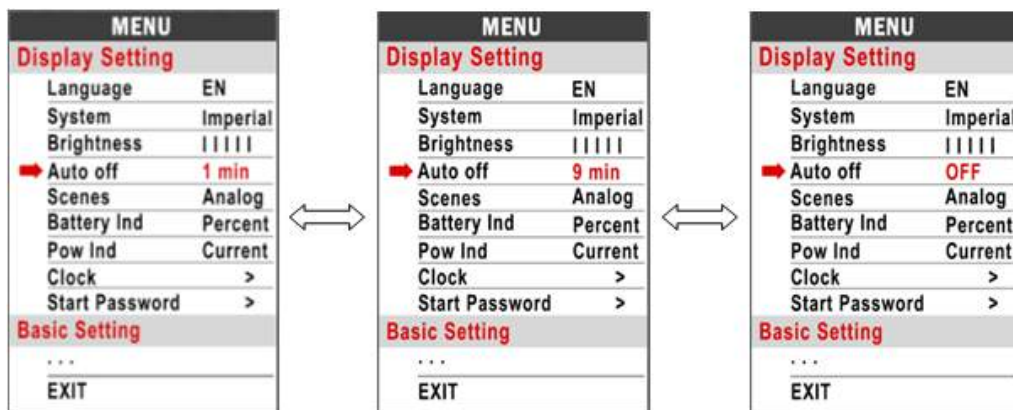 MENU
Display Setting
Language EN
System Imperial
Brightness | | | | |
Auto off 1 min
Scenes Analog
Battery Ind Percent
Pow Ind Current
Clock >
Start Password >
Basic Setting
. . .
EXIT
MENU
Display Setting
Language EN
System Imperial
Brightness | | | | |
Auto off 9 min
Scenes Analog
Battery Ind Percent
Pow Ind Current
Clock >
Start Password >
Basic Setting
. . .
EXIT
MENU
Display Setting
Language EN
System Imperial
Brightness | | | | |
Auto off OFF
Scenes Analog
Battery Ind Percent
Pow Ind Current
Clock >
Start Password >
Basic Setting
. . .
EXIT